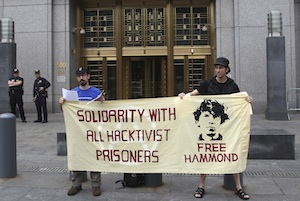 SOLIDARITY WITH
ALL HACKTIVIST
PRISONERS
FREE
HAMMOND